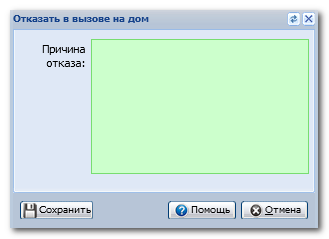 Отказать в вызове на дом
Причина
отказа:
Сохранить Помощь Отмена